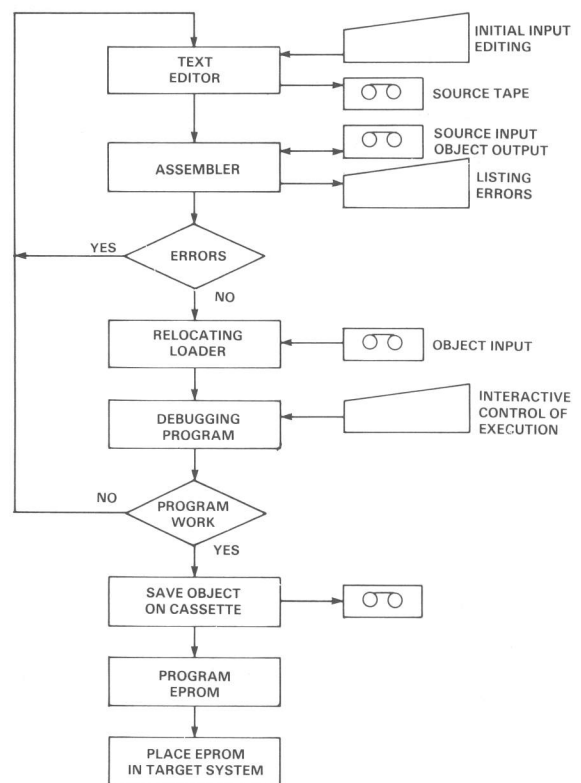 INITIAL INPUT
EDITING
TEXT
EDITOR
SOURCE TAPE
SOURCE INPUT
OBJECT OUTPUT
ASSEMBLER
LISTING
ERRORS
YES
ERRORS
NO
RELOCATING
LOADER
OBJECT INPUT
INTERACTIVE
CONTROL OF
EXECUTION
DEBUGGING
PROGRAM
NO
PROGRAM
WORK
YES
SAVE OBJECT
ON CASSETTE
PROGRAM
EPROM
PLACE EPROM
IN TARGET SYSTEM